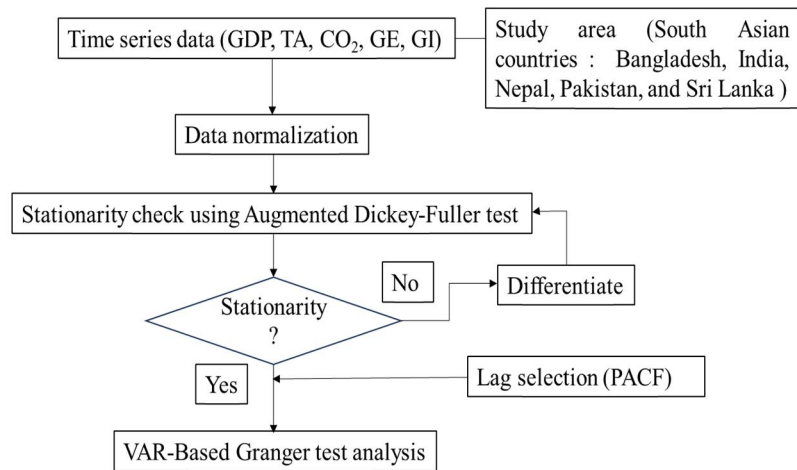 Time series data (GDP, TA, CO₂, GE, GI)
Study area (South Asian
countries : Bangladesh, India,
Nepal, Pakistan, and Sri Lanka )
Data normalization
Stationarity check using Augmented Dickey-Fuller test
Stationarity
?
No
Differentiate
Yes
Lag selection (PACF)
VAR-Based Granger test analysis